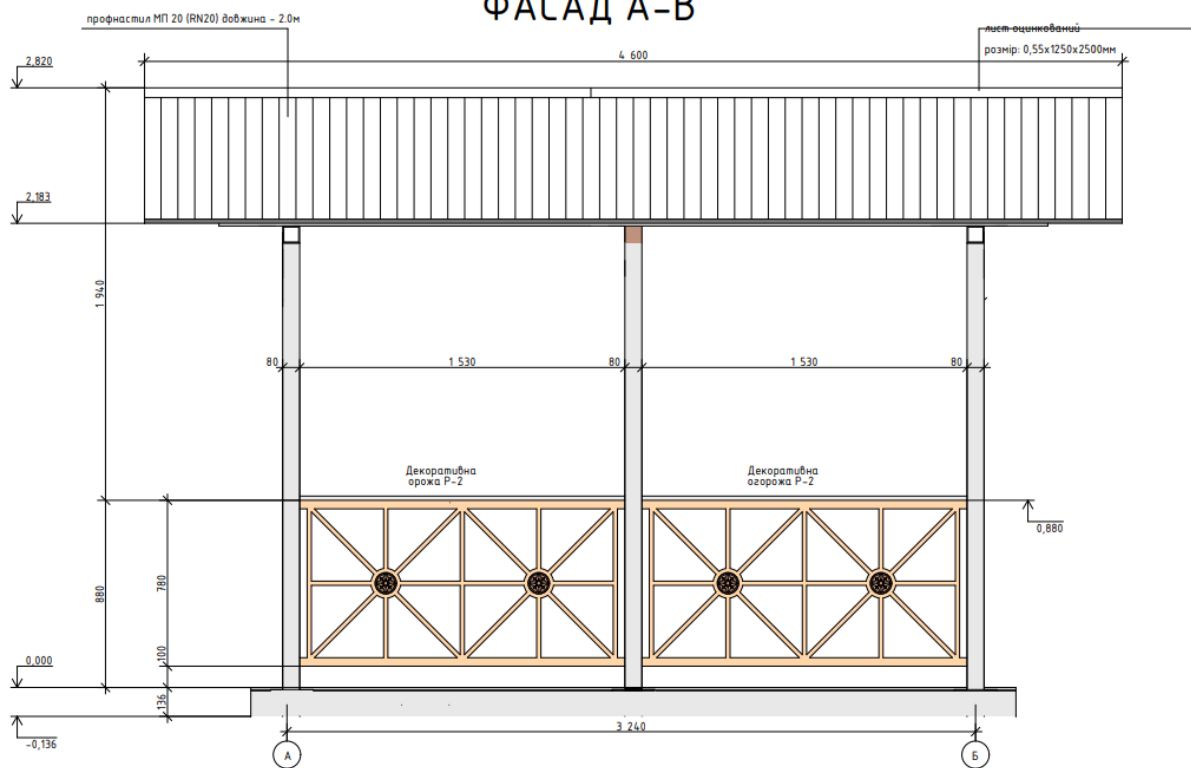 ФАСАД А-В
профнастил МП 20 (RN20) довжина - 2.0м
лист оцинкований
розмір: 0,55х1250х2500мм
4 600
2,820
2,183
1 940
80
1 530
80
1 530
80
Декоративна
орожа Р-2
Декоративна
огорожа Р-2
0,880
880
780
100
0,000
136
-0,136
3 240
А
Б